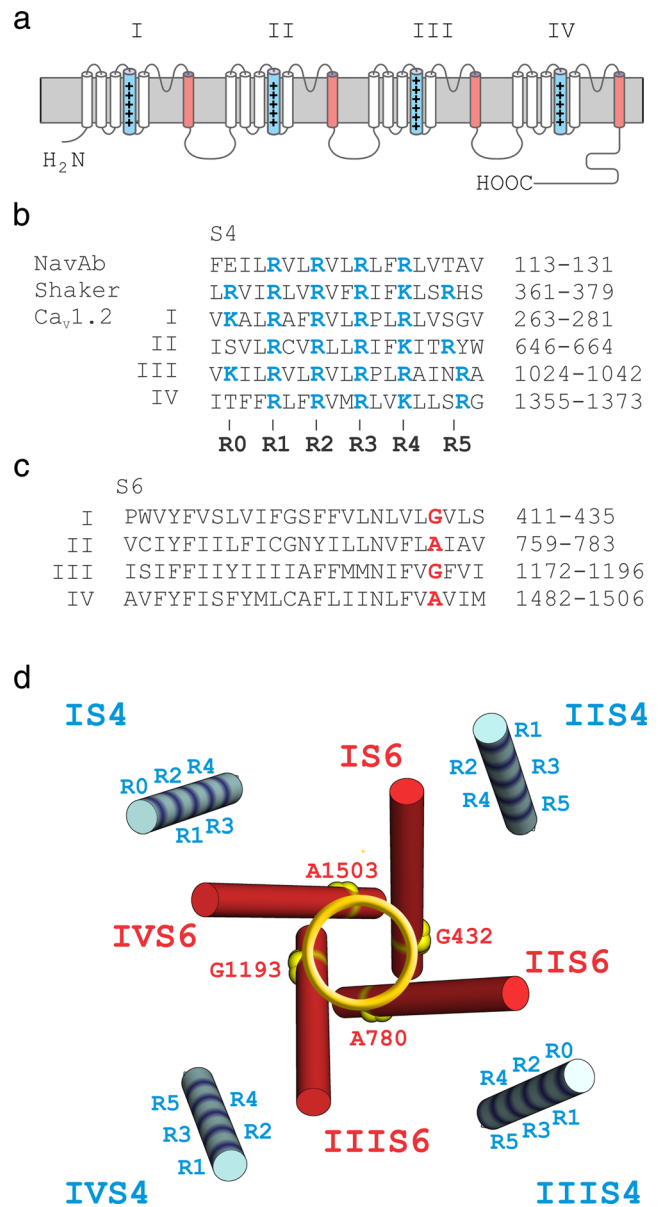 a
I II III IV
+++++ +++++ +++++ +++++
H2N
HOOC
b
S4
NavAb FEILRVLRVLRLFRLVTAV 113-131
Shaker LRVIRLVRVFRIFKLSRHS 361-379
CaV1.2 I VKALRAFRVLRPLRLVSGV 263-281
II ISVLRCVRLLRIFKITRYW 646-664
III VKILRVLRVLRPLRAINRA 1024-1042
IV ITFFRLFRVMRLVKLLSRG 1355-1373
R0 R1 R2 R3 R4 R5
c
S6
I PWVYFVSLVIFGSFFVLNLVLGVLS 411-435
II VCIYFIILFICGNYILLNVFLAIAV 759-783
III ISIFFIIYIIIIAFFMMNIFVGFVI 1172-1196
IV AVFYFISFYMLCAFLIINLFVAVIM 1482-1506
d
IS4 IIS4
R0 R2 R4
R1 R3
R1
R2 R3
R4 R5
IS6
A1503
IVS6 G432
G1193 IIS6
A780
IIIS6
R5 R4
R3 R2
R1
R4 R2 R0
R5 R3 R1
IVS4 IIIS4